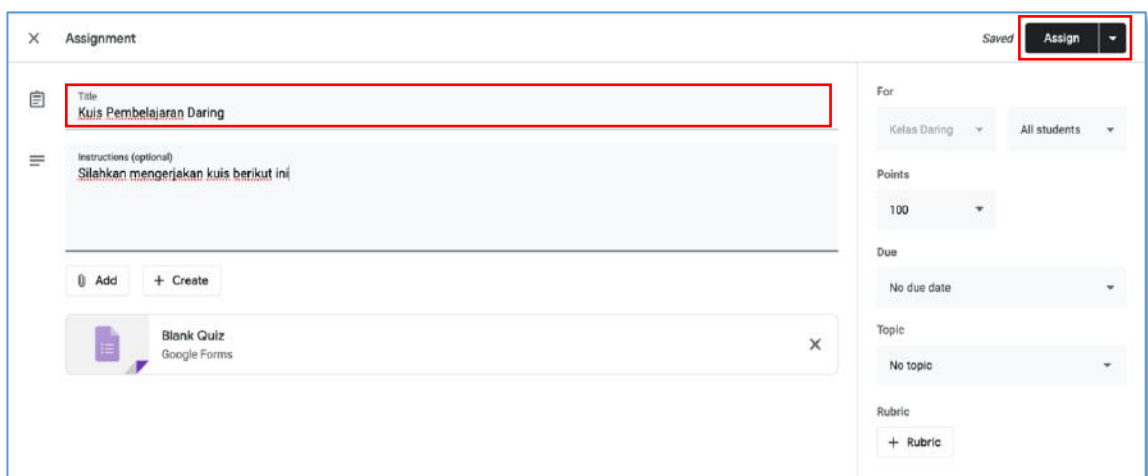 Assignment
Saved
Assign
Title
Kuis Pembelajaran Daring
Instructions (optional)
Silahkan mengerjakan kuis berikut ini
Add
+ Create
Blank Quiz
Google Forms
For
Kelas Daring
All students
Points
100
Due
No due date
Topic
No topic
Rubric
+ Rubric